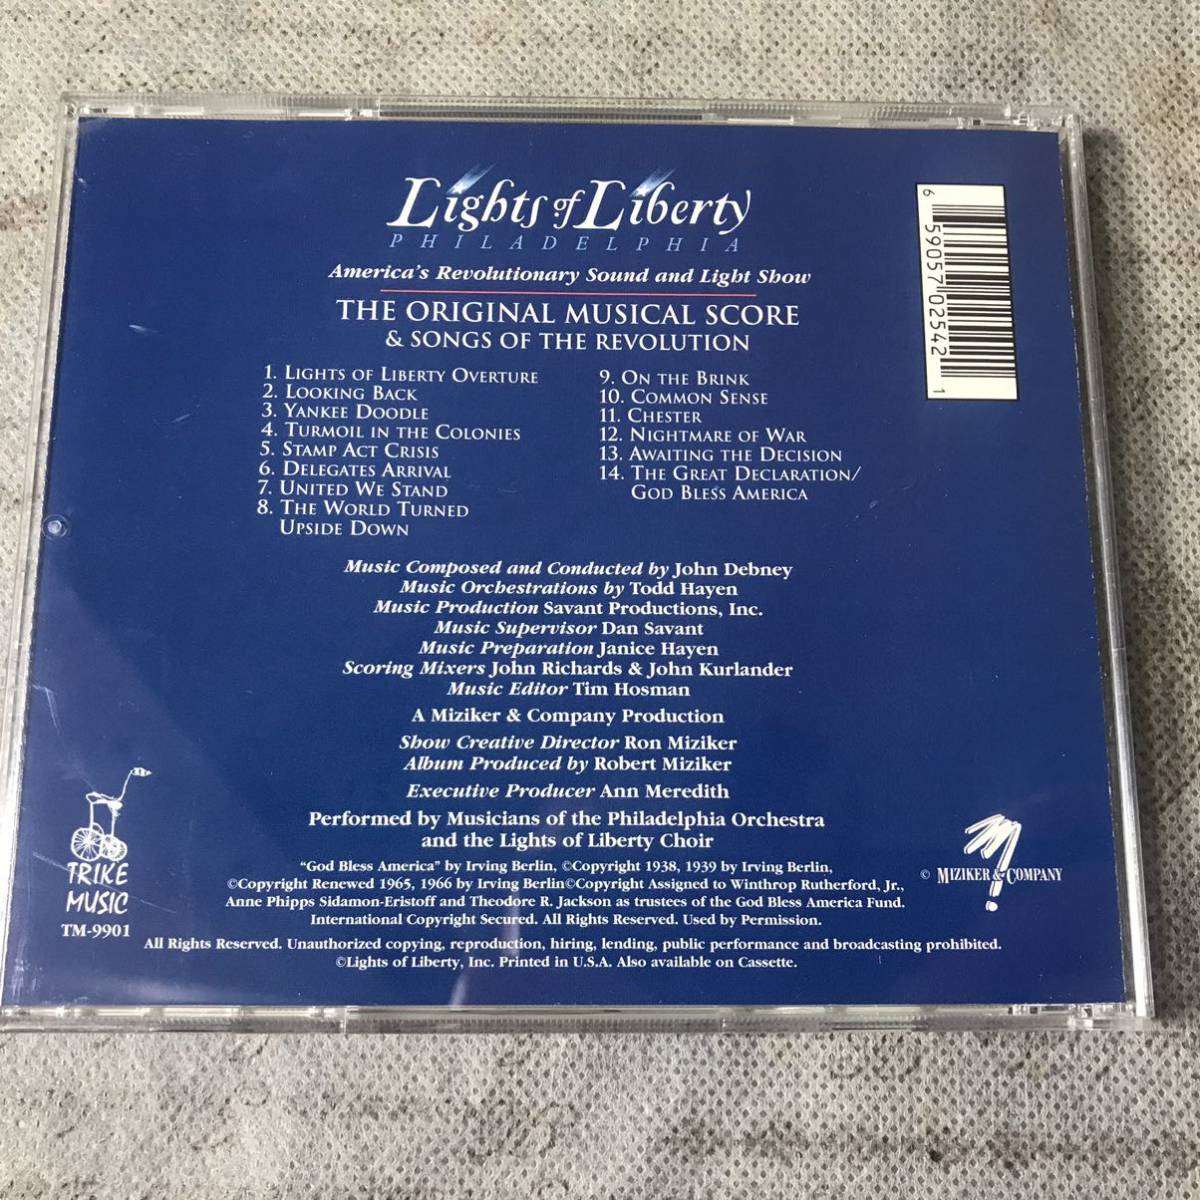 Lights of Liberty
PHILADELPHIA
America's Revolutionary Sound and Light Show
THE ORIGINAL MUSICAL SCORE
& SONGS OF THE REVOLUTION
1. LIGHTS OF LIBERTY OVERTURE
2. LOOKING BACK
3. YANKEE DOODLE
4. TURMOIL IN THE COLONIES
5. STAMP ACT CRISIS
6. DELEGATES ARRIVAL
7. UNITED WE STAND
8. THE WORLD TURNED
UPSIDE DOWN
9. ON THE BRINK
10. COMMON SENSE
11. CHESTER
12. NIGHTMARE OF WAR
13. AWAITING THE DECISION
14. THE GREAT DECLARATION/
GOD BLESS AMERICA
6 59057 02542 1
Music Composed and Conducted by John Debney
Music Orchestrations by Todd Hayen
Music Production Savant Productions, Inc.
Music Supervisor Dan Savant
Music Preparation Janice Hayen
Scoring Mixers John Richards & John Kurlander
Music Editor Tim Hosman
A Miziker & Company Production
Show Creative Director Ron Miziker
Album Produced by Robert Miziker
Executive Producer Ann Meredith
Performed by Musicians of the Philadelphia Orchestra
and the Lights of Liberty Choir
"God Bless America" by Irving Berlin, ©Copyright 1938, 1939 by Irving Berlin,
©Copyright Renewed 1965, 1966 by Irving Berlin©Copyright Assigned to Winthrop Rutherford, Jr.,
Anne Phipps Sidamon-Eristoff and Theodore R. Jackson as trustees of the God Bless America Fund.
International Copyright Secured. All Rights Reserved. Used by Permission.
All Rights Reserved. Unauthorized copying, reproduction, hiring, lending, public performance and broadcasting prohibited.
©Lights of Liberty, Inc. Printed in U.S.A. Also available on Cassette.
TRIKE
MUSIC
TM-9901
© MIZIKER & COMPANY